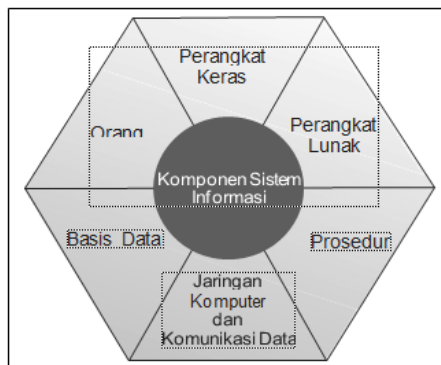 Perangkat
Keras
Orang
Perangkat
Lunak
Komponen Sistem
Informasi
Basis Data
Prosedur
Jaringan
Komputer
dan
Komunikasi Data